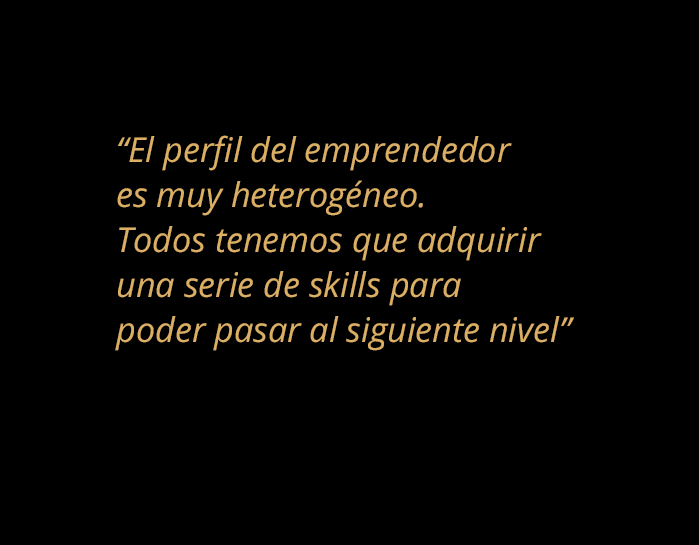 “El perfil del emprendedor
es muy heterogéneo.
Todos tenemos que adquirir
una serie de skills para
poder pasar al siguiente nivel”